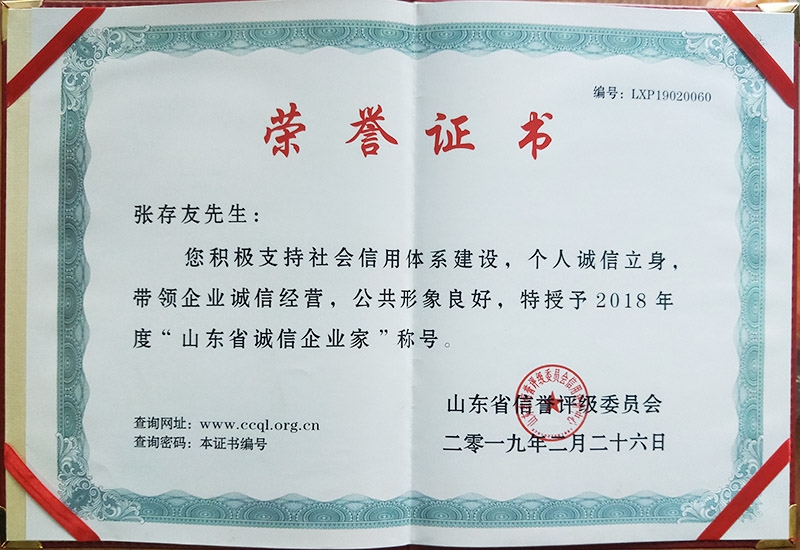 编号：LXP19020060
荣誉证书
张存友先生：
您积极支持社会信用体系建设，个人诚信立身，
带领企业诚信经营，公共形象良好，特授予2018年
度“山东省诚信企业家”称号。
山东省信誉评级委员会
查询网址：www.ccql.org.cn
查询密码：本证书编号
二零一九年二月二十六日